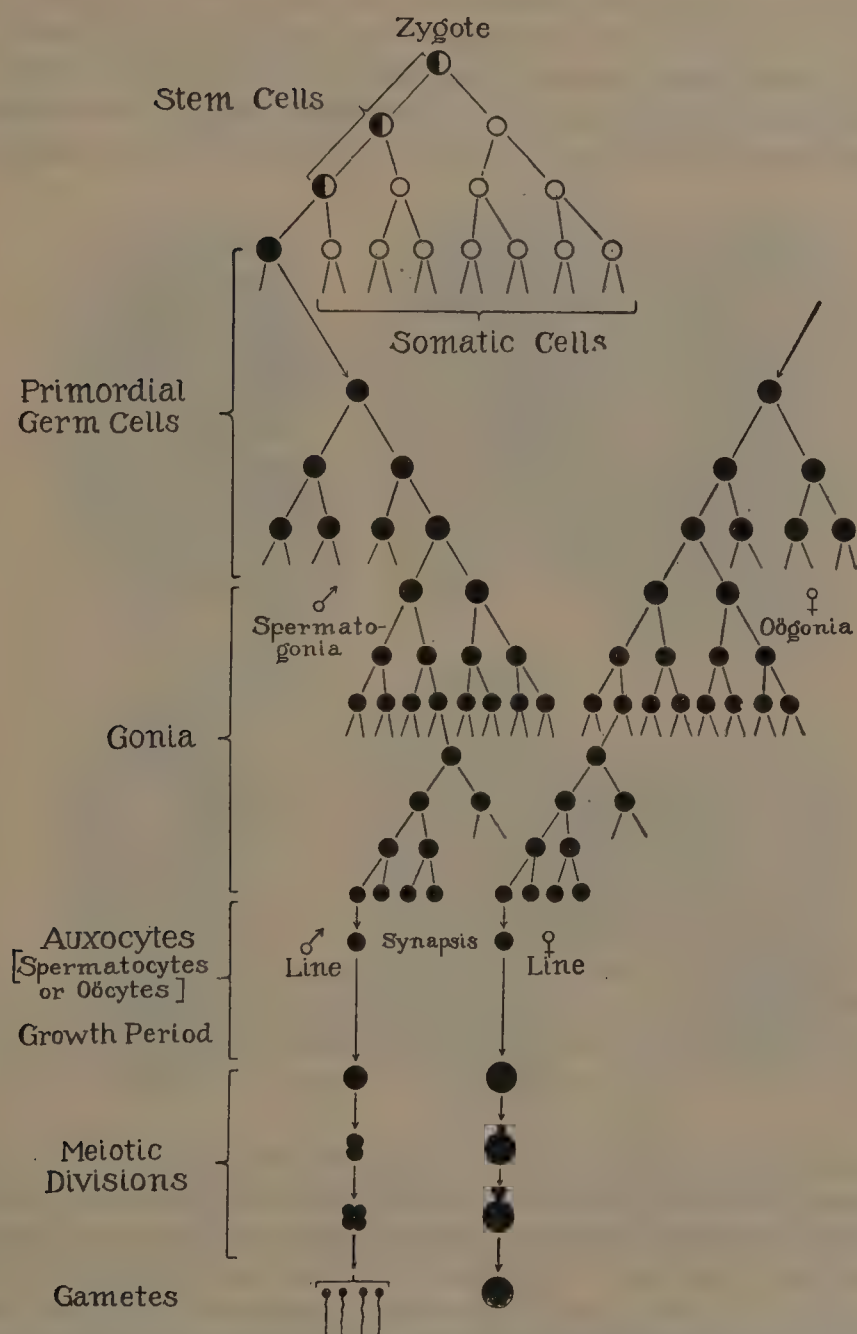 Zygote
Stem Cells
Somatic Cells
Primordial
Germ Cells
♂
Spermato-
gonia
♀
Oögonia
Gonia
Auxocytes
[Spermatocytes
or Oöcytes]
Growth Period
♂
Line
Synapsis
♀
Line
Meiotic
Divisions
Gametes